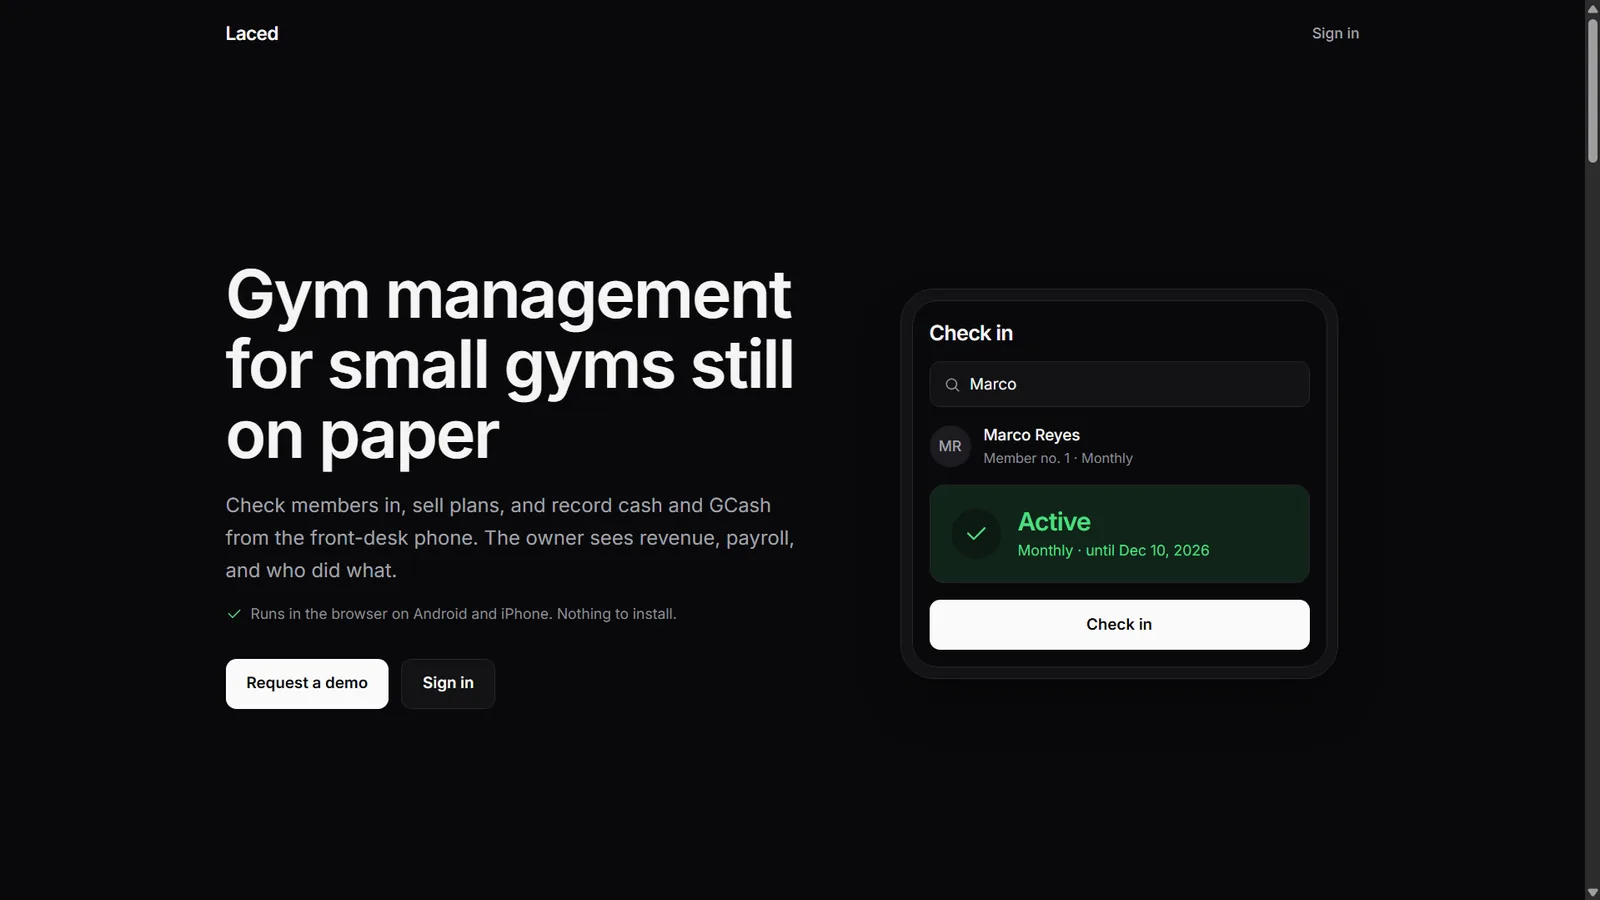 Laced
Sign in
Gym management
for small gyms still
on paper
Check members in, sell plans, and record cash and GCash
from the front-desk phone. The owner sees revenue, payroll,
and who did what.
Runs in the browser on Android and iPhone. Nothing to install.
Request a demo
Sign in
Check in
Marco
MR
Marco Reyes
Member no. 1 · Monthly
Active
Monthly · until Dec 10, 2026
Check in